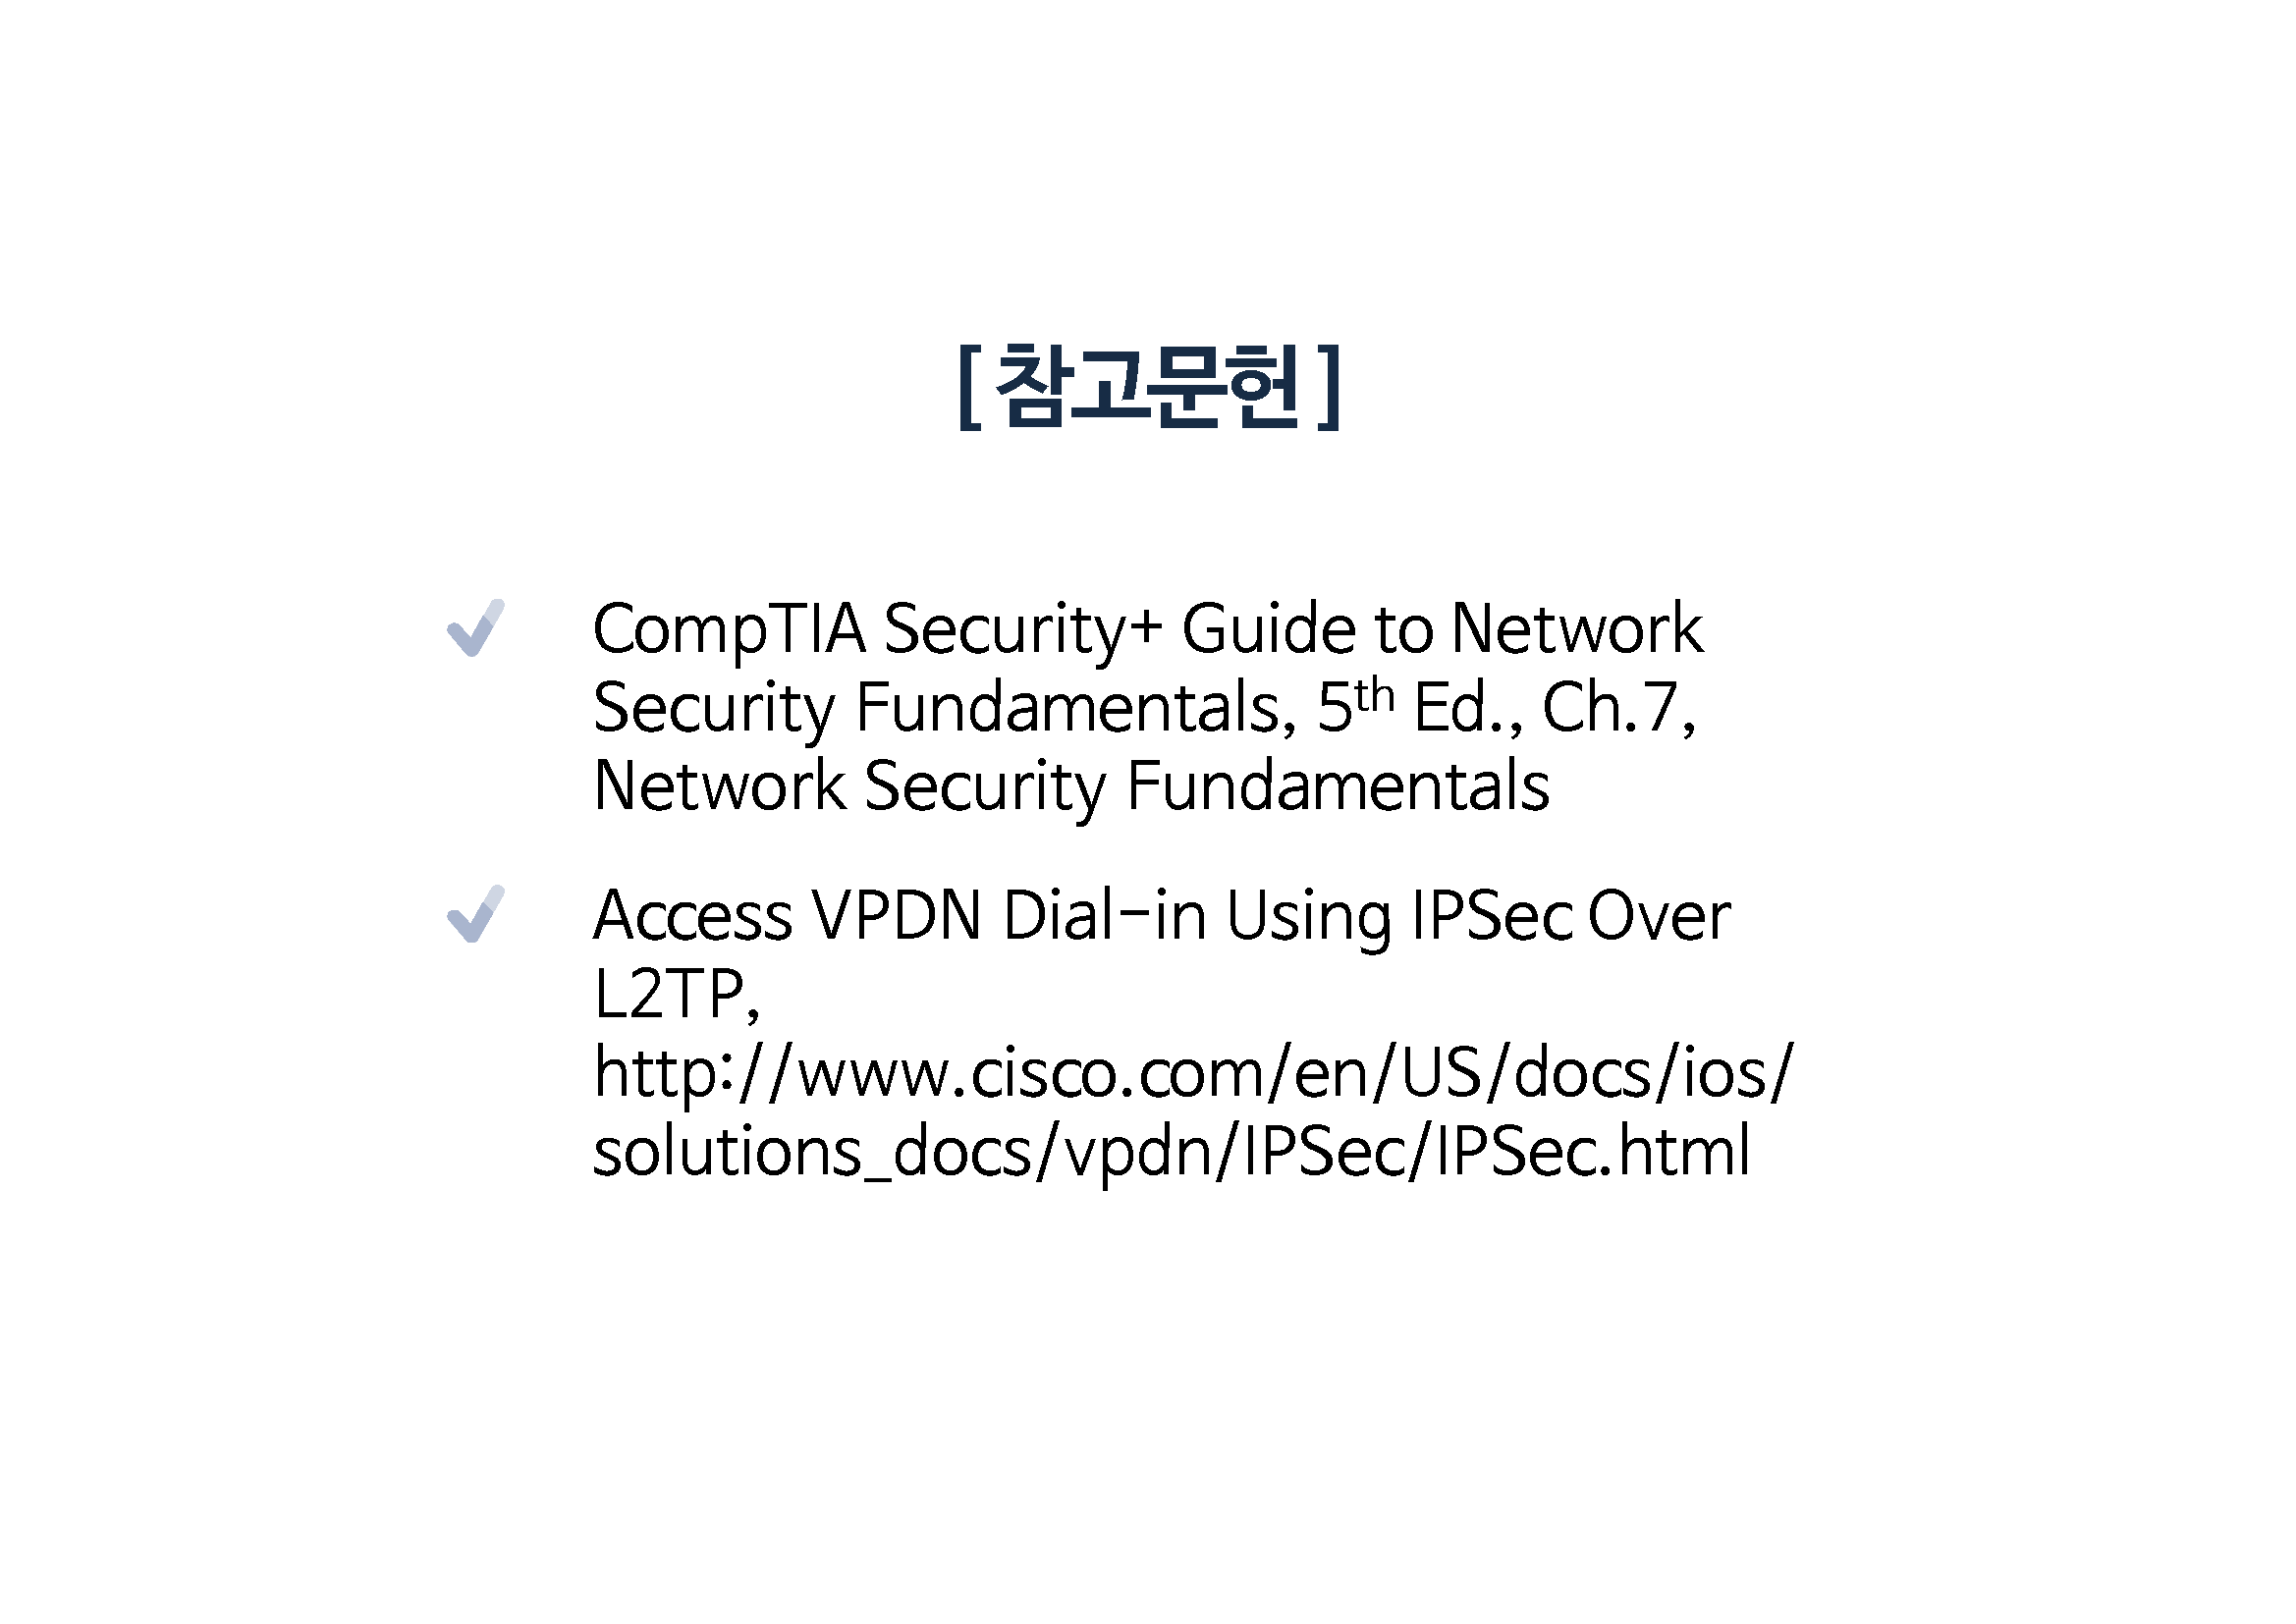 [ 참고문헌 ]
CompTIA Security+ Guide to Network
Security Fundamentals, 5th Ed., Ch.7,
Network Security Fundamentals
Access VPDN Dial-in Using IPSec Over
L2TP,
http://www.cisco.com/en/US/docs/ios/
solutions_docs/vpdn/IPSec/IPSec.html